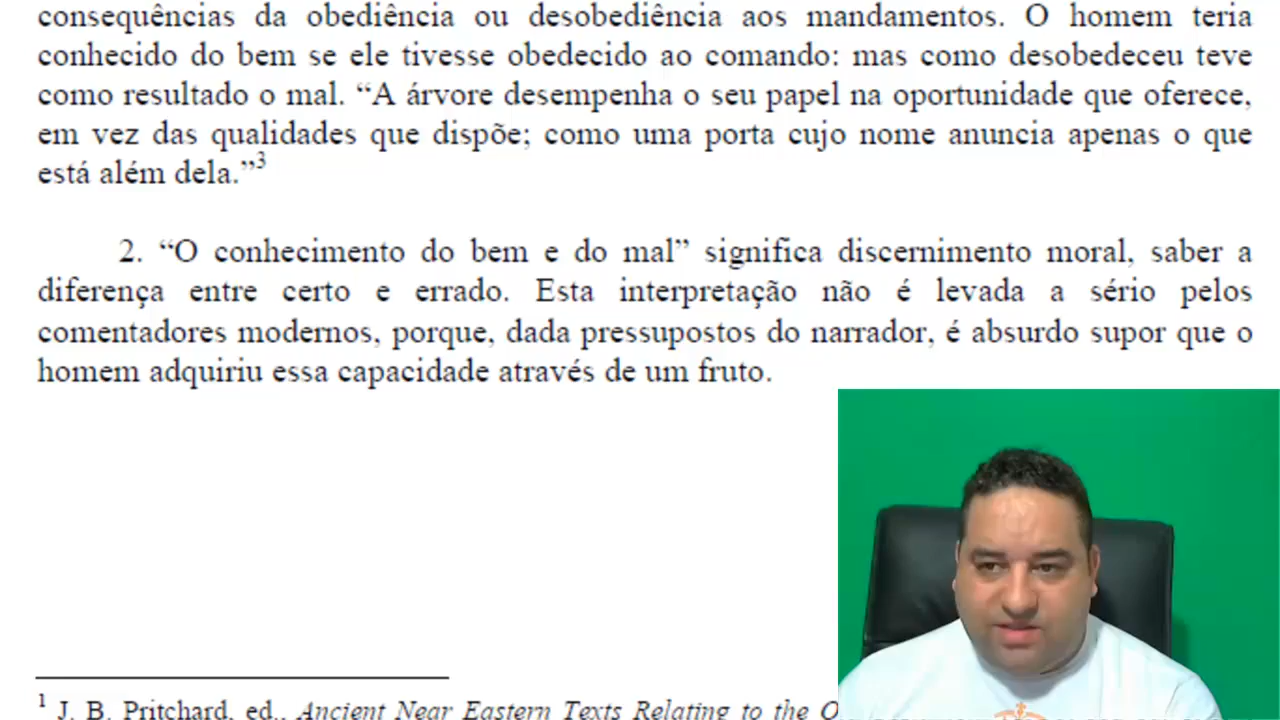 consequências da obediência ou desobediência aos mandamentos. O homem teria
conhecido do bem se ele tivesse obedecido ao comando: mas como desobedeceu teve
como resultado o mal. “A árvore desempenha o seu papel na oportunidade que oferece,
em vez das qualidades que dispõe; como uma porta cujo nome anuncia apenas o que
está além dela.”3
2. “O conhecimento do bem e do mal” significa discernimento moral, saber a
diferença entre certo e errado. Esta interpretação não é levada a sério pelos
comentadores modernos, porque, dada pressupostos do narrador, é absurdo supor que o
homem adquiriu essa capacidade através de um fruto.
1 J. B. Pritchard, ed., Ancient Near Eastern Texts Relating to the